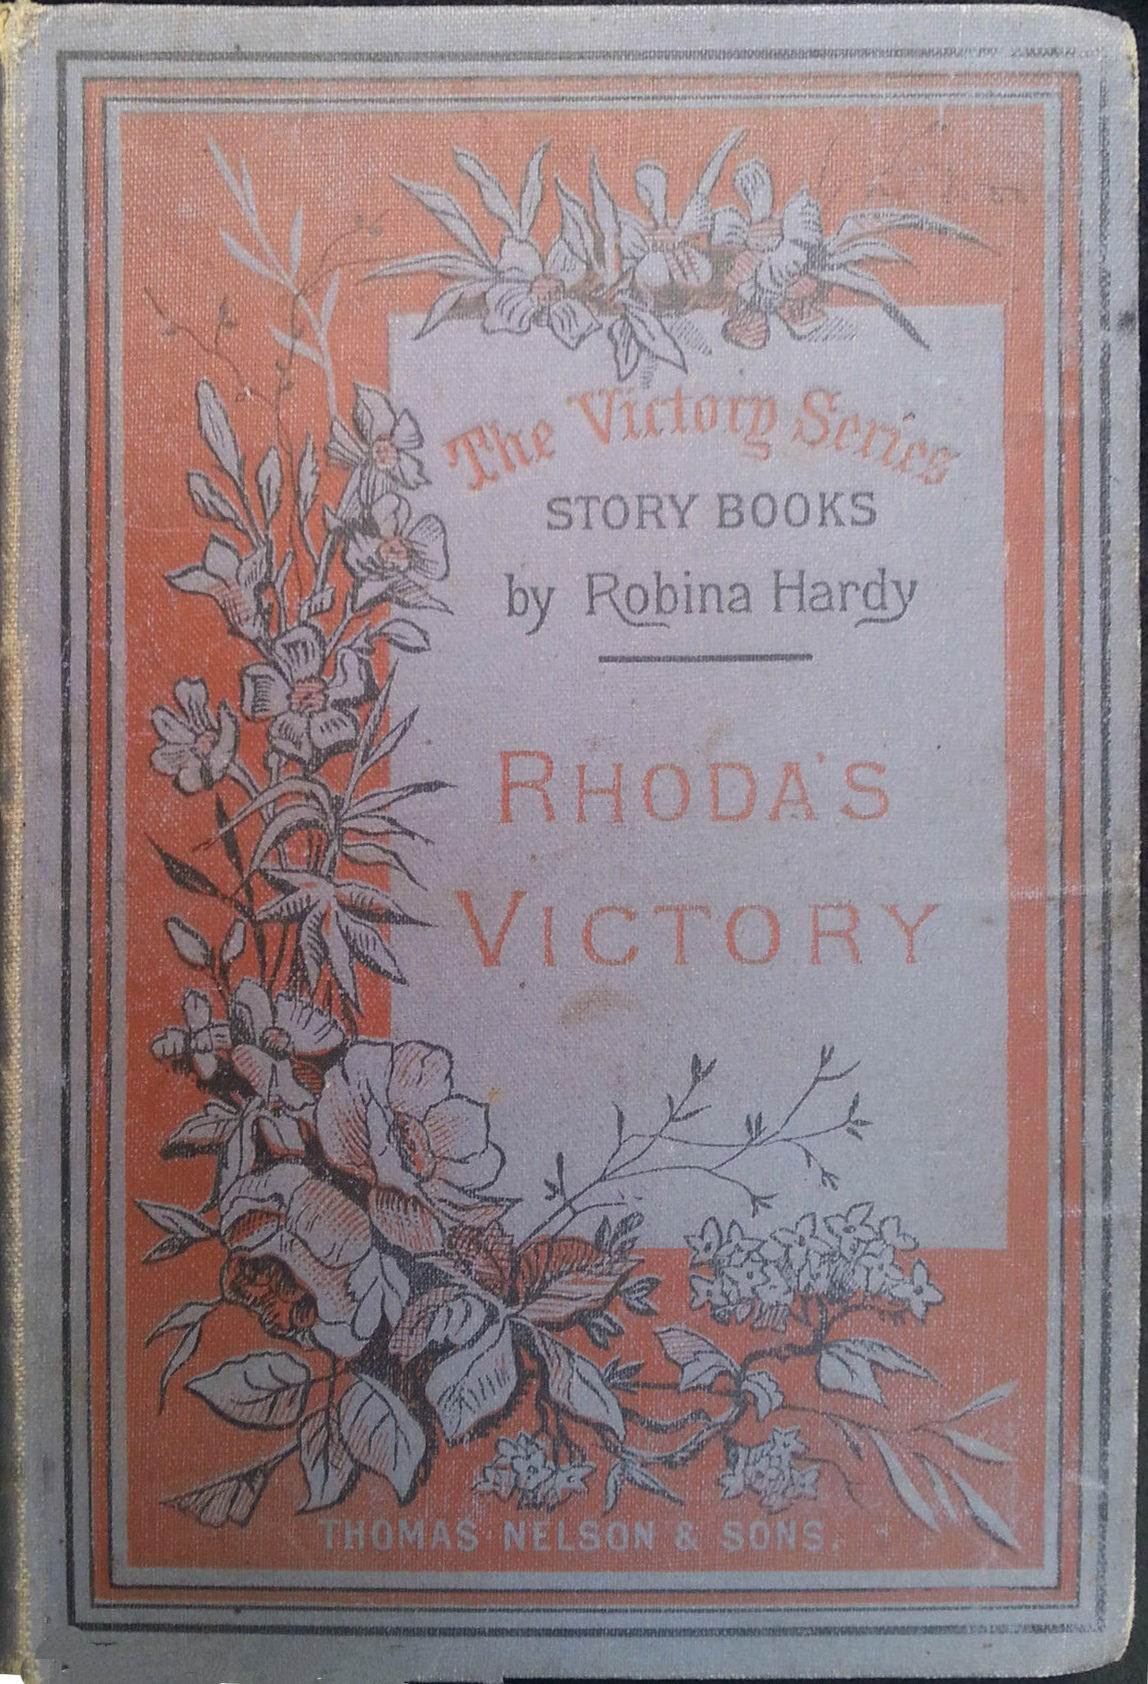 The Victory Series
STORY BOOKS
by Robina Hardy
RHODA'S
VICTORY
THOMAS NELSON & SONS.